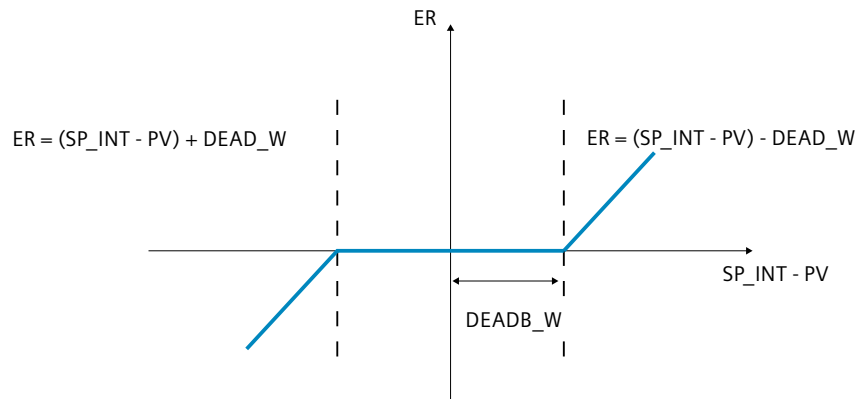 ER
ER = (SP_INT - PV) + DEAD_W
ER = (SP_INT - PV) - DEAD_W
SP_INT - PV
DEADB_W